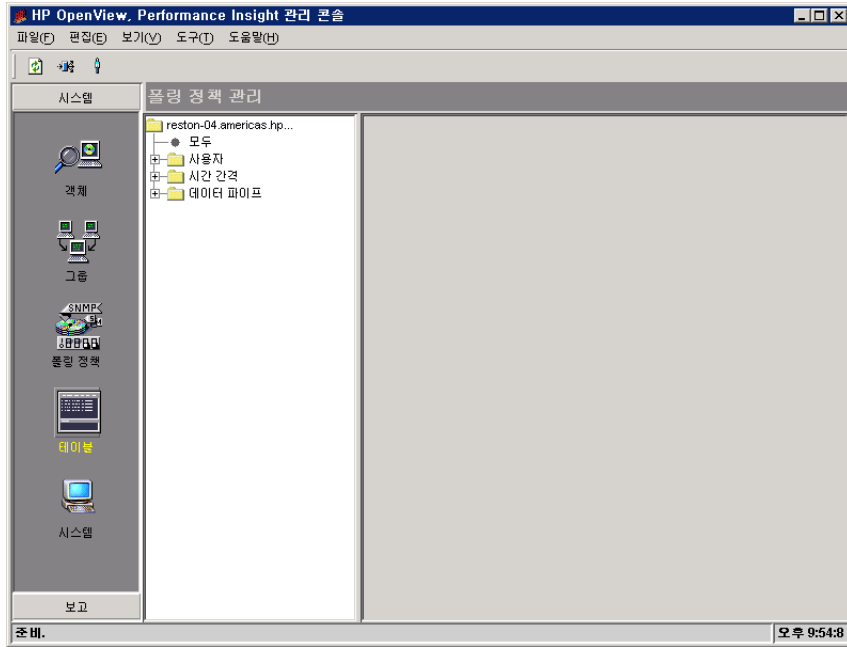 HP OpenView, Performance Insight 관리 콘솔
파일(F) 편집(E) 보기(V) 도구(T) 도움말(H)
시스템
폴링 정책 관리
객체
그룹
SNMP
폴링 정책
테이블
시스템
보고
reston-04.americas.hp...
모두
사용자
시간 간격
데이터 파이프
준비.
오후 9:54:8